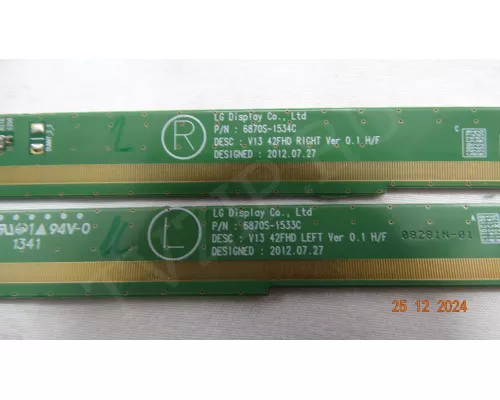 R
LG Display Co., Ltd
P/N : 6870S-1534C
DESC : V13 42FHD RIGHT Ver 0.1 H/F
DESIGNED : 2012.07.27
C
L
LG Display Co., Ltd
P/N : 6870S-1533C
DESC : V13 42FHD LEFT Ver 0.1 H/F
DESIGNED : 2012.07.27
94V-0
1341
08281N-01
A
25 12 2024